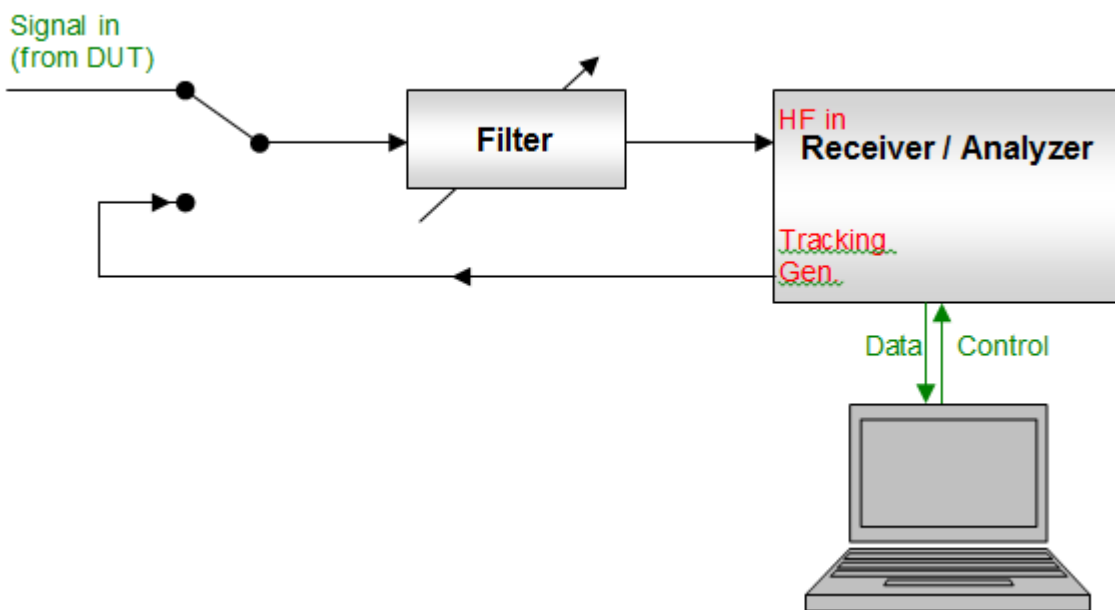 Signal in
(from DUT)
Filter
HF in
Receiver / Analyzer
Tracking
Gen.
Data
Control